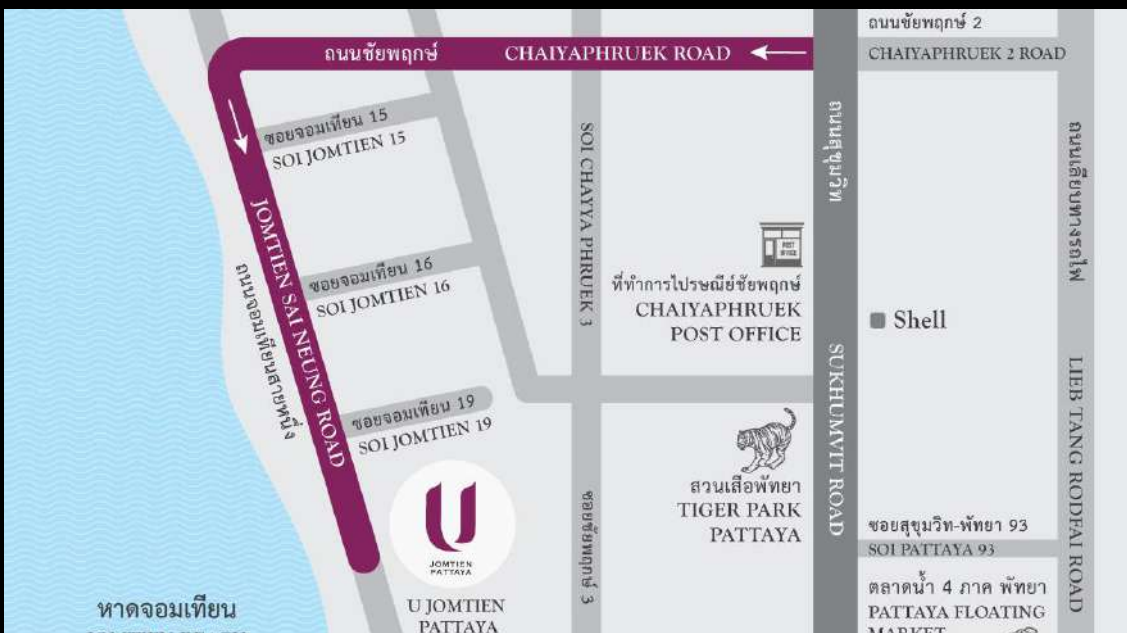 ถนนชัยพฤกษ์ 2
CHAIYAPHRUEK 2 ROAD
ถนนชัยพฤกษ์
CHAIYAPHRUEK ROAD
ซอยจอมเทียน 15
SOI JOMTIEN 15
SOI CHAYYA PHRUEK 3
ถนนสุขุมวิท
ถนนเลียบทางรถไฟ
JOMTIEN SAI NEUNG ROAD
ถนนจอมเทียนสายหนึ่ง
ซอยจอมเทียน 16
SOI JOMTIEN 16
POST
OFFICE
ที่ทำการไปรษณีย์ชัยพฤกษ์
CHAIYAPHRUEK
POST OFFICE
Shell
SUKHUMVIT ROAD
LIEB TANG RODFAI ROAD
ซอยจอมเทียน 19
SOI JOMTIEN 19
สวนเสือพัทยา
TIGER PARK
PATTAYA
ซอยชัยพฤกษ์ 3
ซอยสุขุมวิท-พัทยา 93
SOI PATTAYA 93
U
JOMTIEN
PATTAYA
U JOMTIEN
PATTAYA
ตลาดน้ำ 4 ภาค พัทยา
PATTAYA FLOATING
MARKET
หาดจอมเทียน